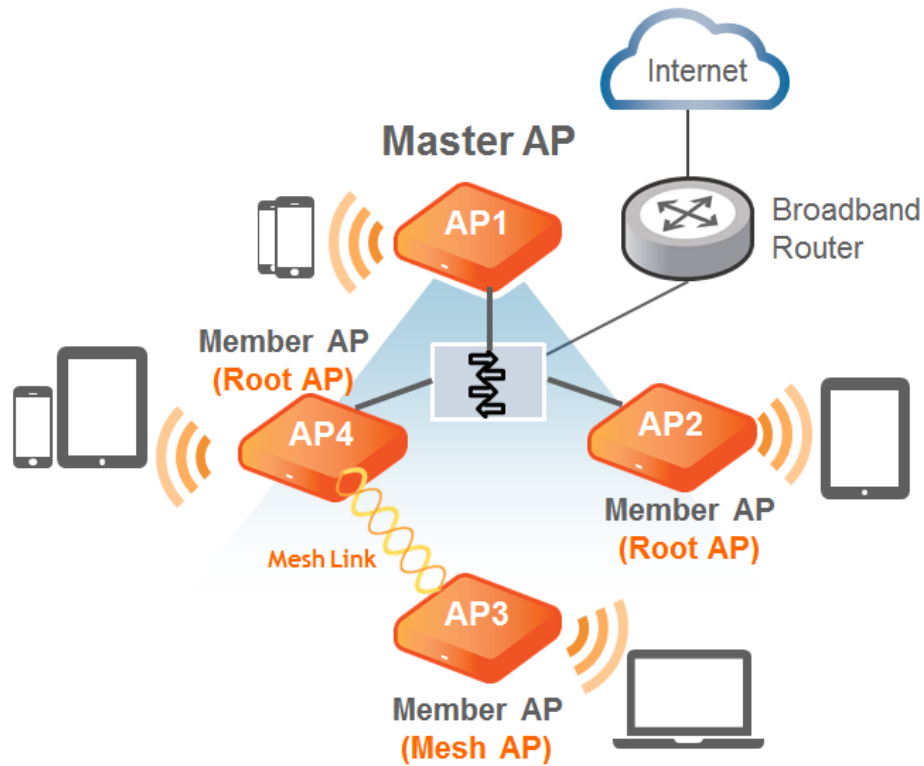 Internet
Master AP
AP1
Broadband
Router
Member AP
(Root AP)
AP4
AP2
Member AP
(Root AP)
Mesh Link
AP3
Member AP
(Mesh AP)